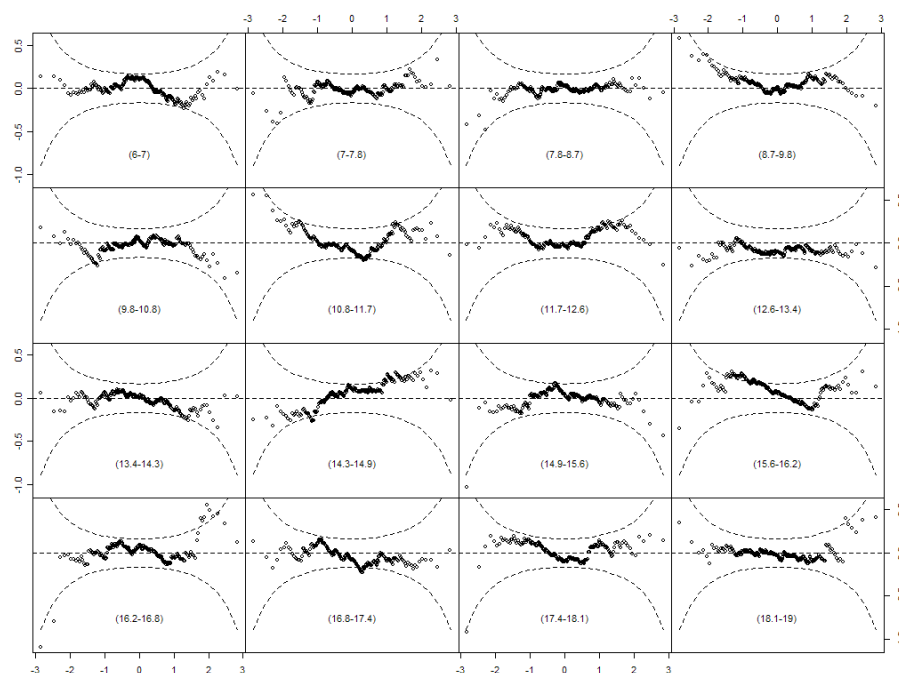 -3 -2 -1 0 1 2 3 -3 -2 -1 0 1 2 3
0.5
0.0
-0.5
-1.0
(6-7) (7-7.8) (7.8-8.7) (8.7-9.8)
(9.8-10.8) (10.8-11.7) (11.7-12.6) (12.6-13.4)
0.5
0.0
-0.5
-1.0
(13.4-14.3) (14.3-14.9) (14.9-15.6) (15.6-16.2)
(16.2-16.8) (16.8-17.4) (17.4-18.1) (18.1-19)
-3 -2 -1 0 1 2 3 -3 -2 -1 0 1 2 3